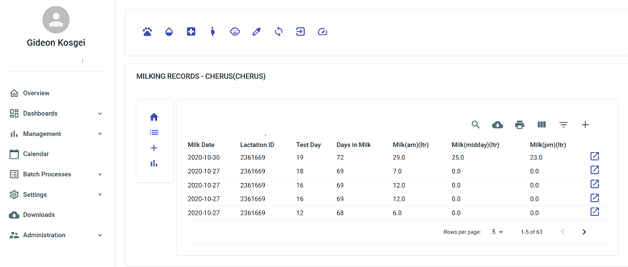 Gideon Kosgei
Overview
Dashboards
Management
Calendar
Batch Processes
Settings
Downloads
Administration
MILKING RECORDS - CHERUS(CHERUS)
Milk Date Lactation ID Test Day Days in Milk Milk(am)(ltr) Milk(midday)(ltr) Milk(pm)(ltr)
2020-10-30 2361669 19 72 29.0 25.0 23.0
2020-10-27 2361669 18 69 7.0 0.0 0.0
2020-10-27 2361669 16 69 12.0 0.0 0.0
2020-10-27 2361669 16 69 12.0 0.0 0.0
2020-10-27 2361669 12 68 6.0 0.0 0.0
Rows per page: 5 1-5 of 63